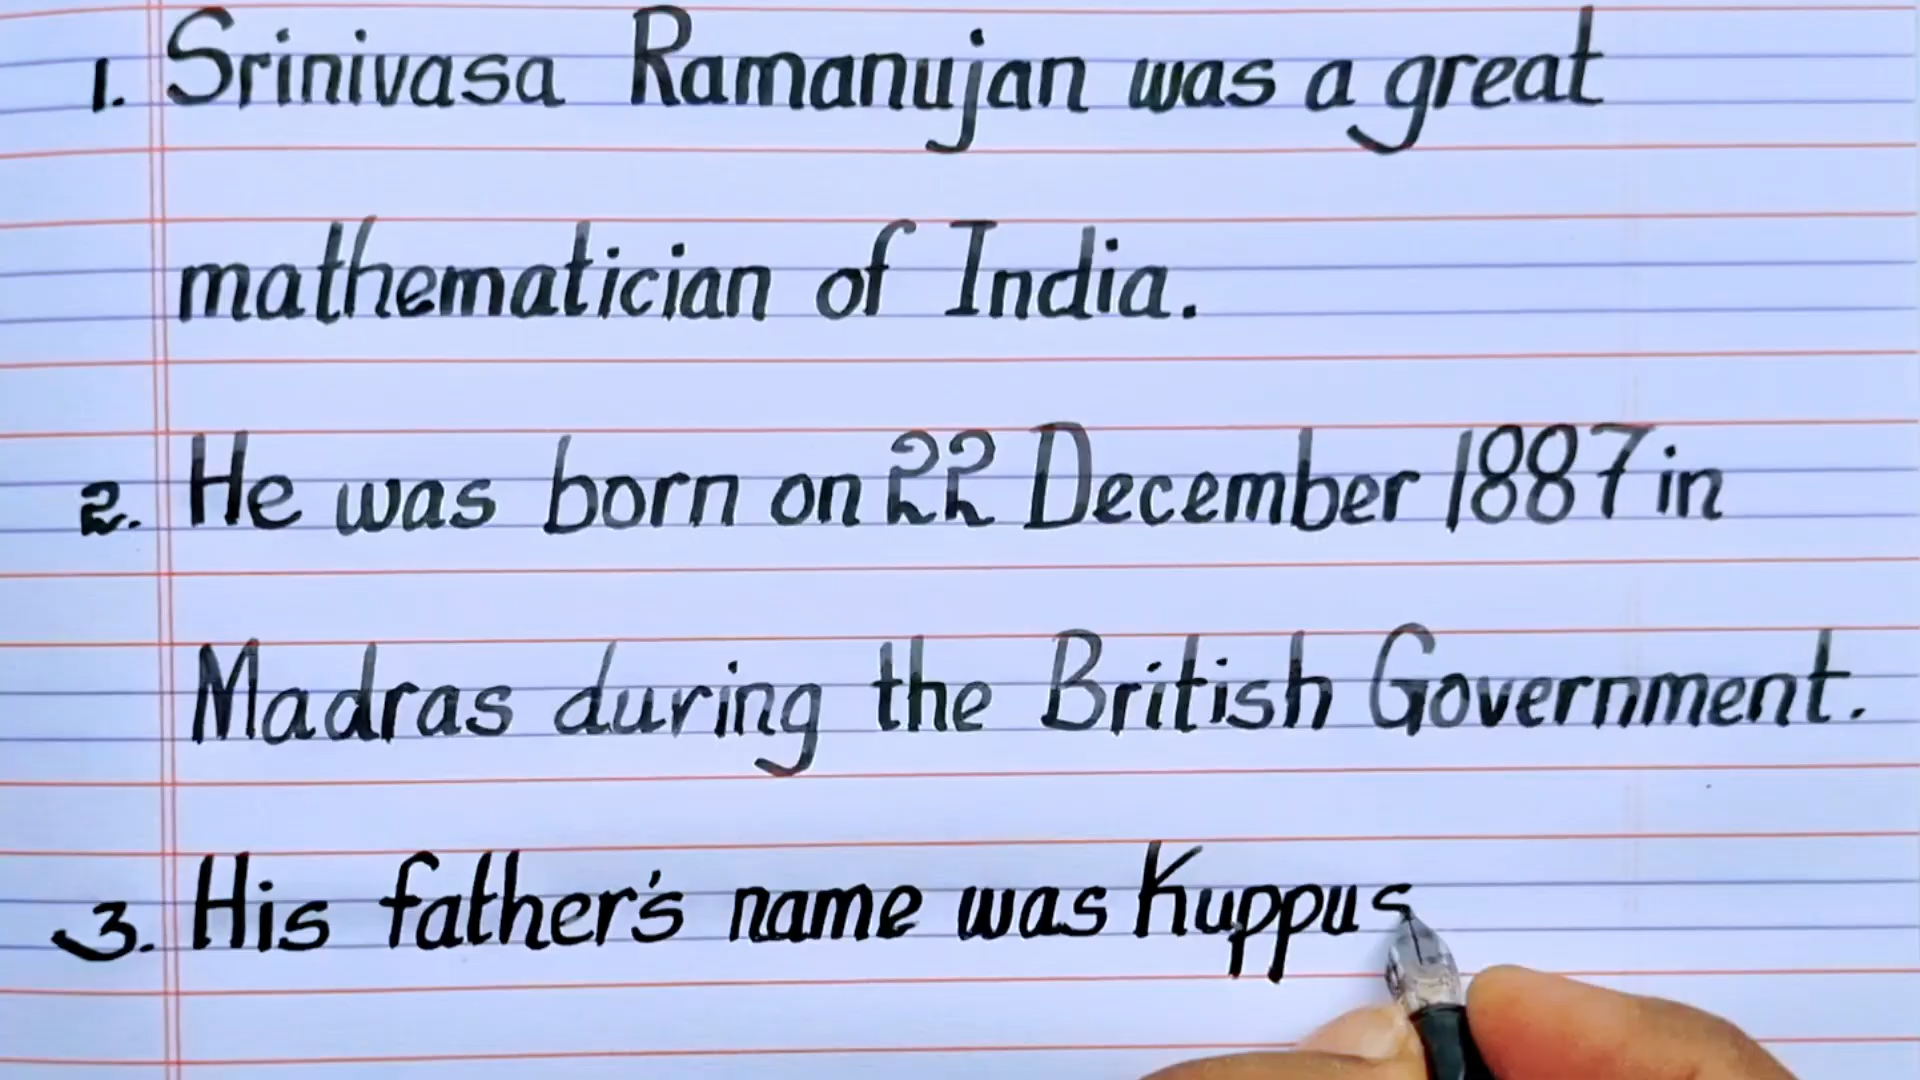 1. Srinivasa Ramanujan was a great
mathematician of India.
2. He was born on 22 December 1887 in
Madras during the British Government.
3. His father's name was Kuppus